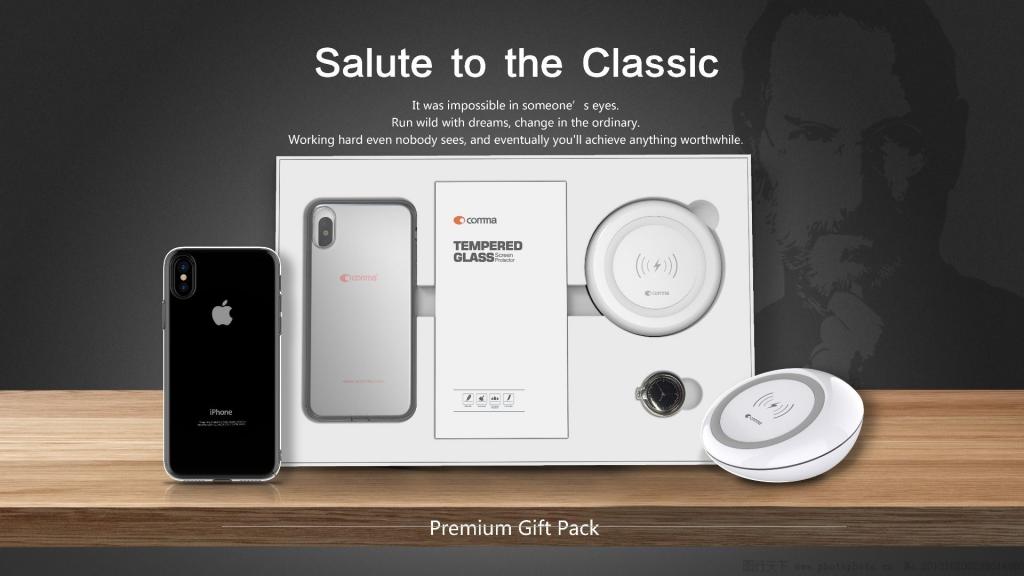 Salute to the Classic
It was impossible in someone’ s eyes.
Run wild with dreams, change in the ordinary.
Working hard even nobody sees, and eventually you'll achieve anything worthwhile.
comma
TEMPERED
GLASS Screen Protector
comma
comma
comma
iPhone
Premium Gift Pack